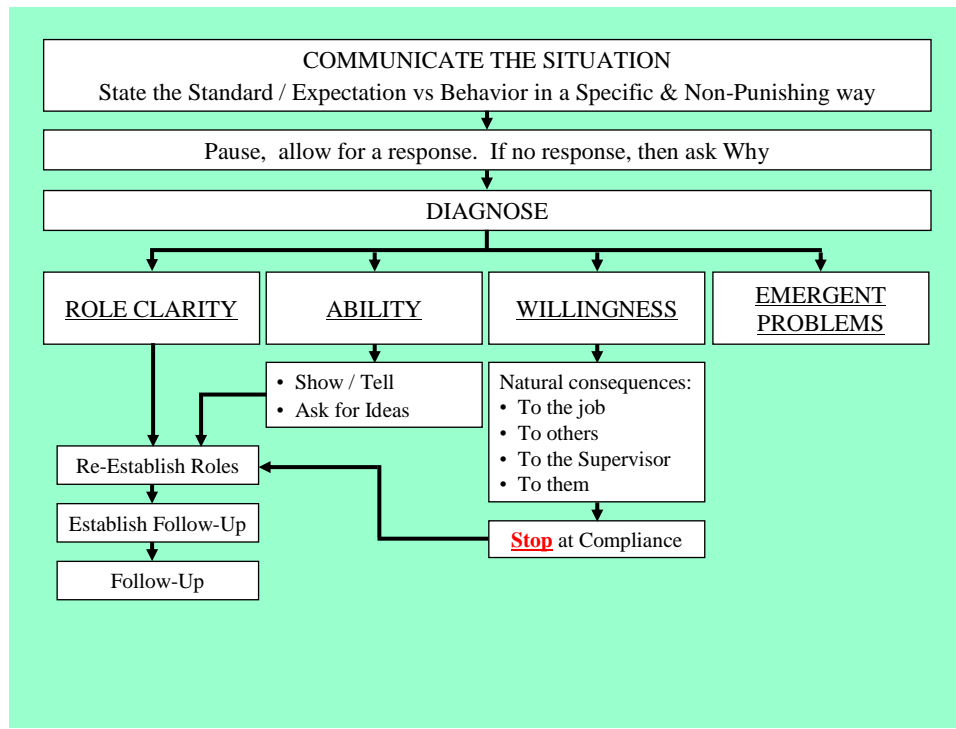 COMMUNICATE THE SITUATION
State the Standard / Expectation vs Behavior in a Specific & Non-Punishing way
Pause, allow for a response. If no response, then ask Why
DIAGNOSE
ROLE CLARITY
ABILITY
WILLINGNESS
EMERGENT
PROBLEMS
• Show / Tell
• Ask for Ideas
Natural consequences:
• To the job
• To others
• To the Supervisor
• To them
Re-Establish Roles
Establish Follow-Up
Stop at Compliance
Follow-Up